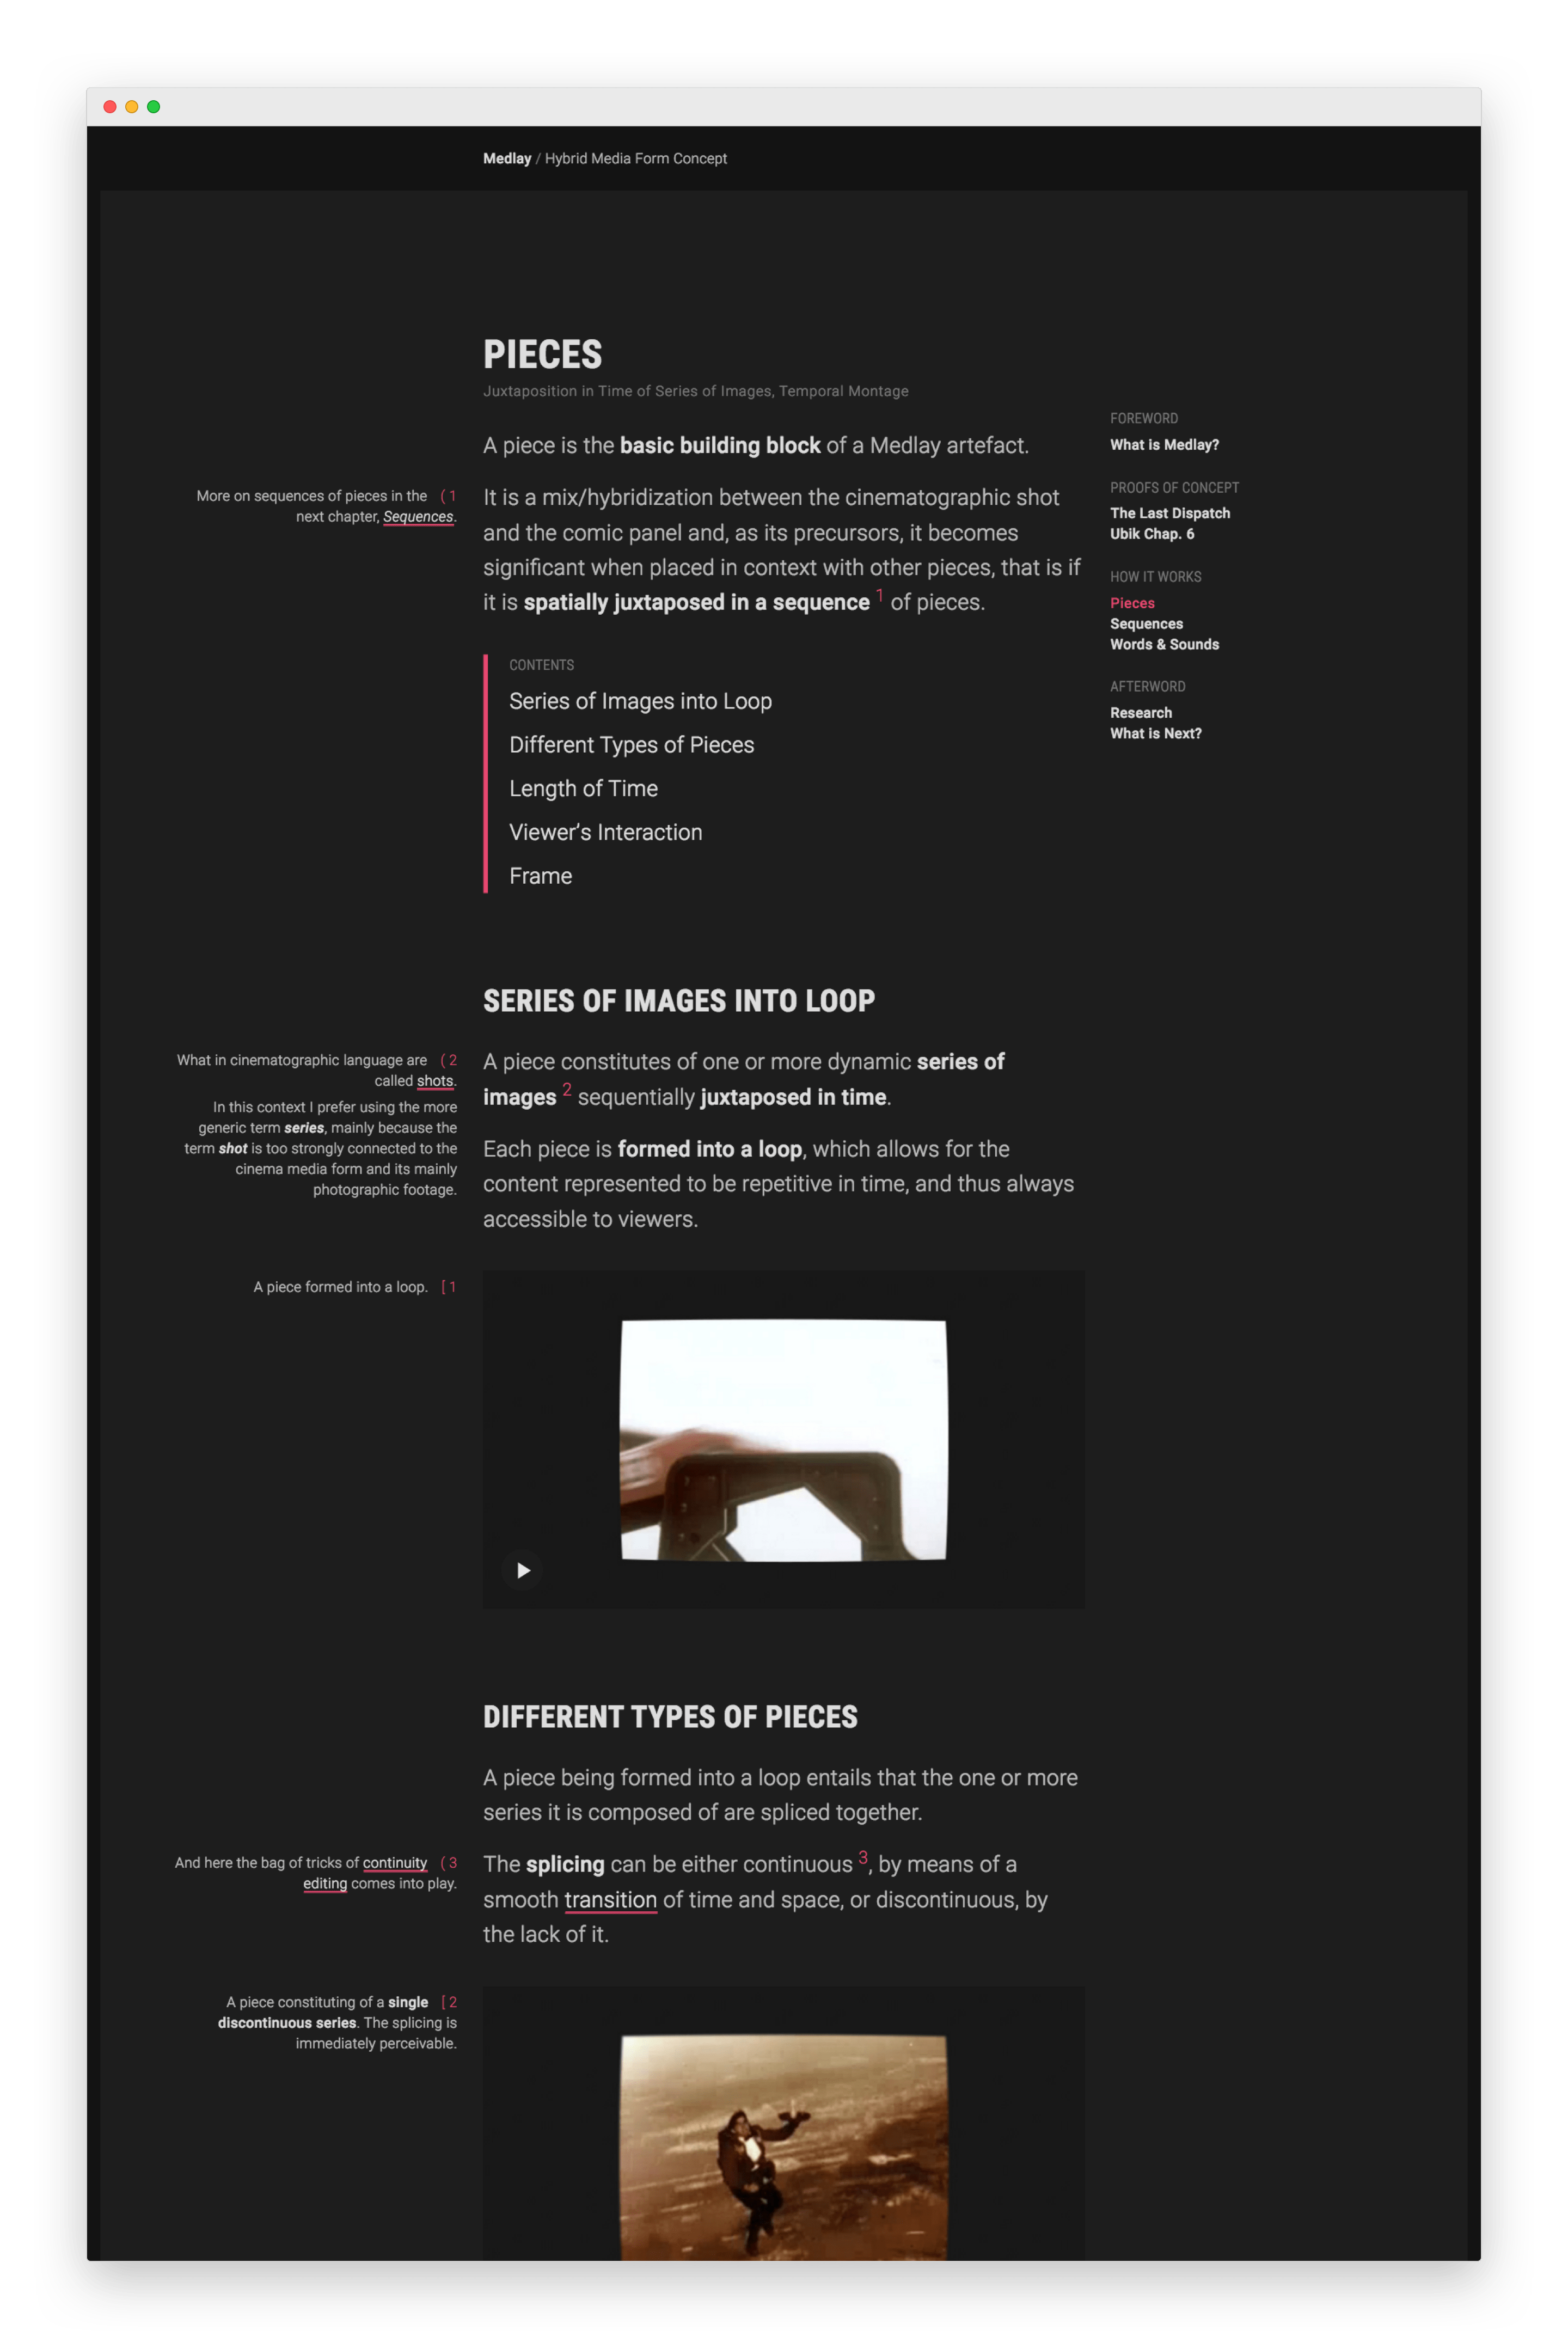 Medlay / Hybrid Media Form Concept
PIECES
Juxtaposition in Time of Series of Images, Temporal Montage
A piece is the basic building block of a Medlay artefact.
More on sequences of pieces in the ( 1
next chapter, Sequences.
It is a mix/hybridization between the cinematographic shot
and the comic panel and, as its precursors, it becomes
significant when placed in context with other pieces, that is if
it is spatially juxtaposed in a sequence 1 of pieces.
FOREWORD
What is Medlay?
PROOFS OF CONCEPT
The Last Dispatch
Ubik Chap. 6
HOW IT WORKS
Pieces
Sequences
Words & Sounds
AFTERWORD
Research
What is Next?
CONTENTS
Series of Images into Loop
Different Types of Pieces
Length of Time
Viewer’s Interaction
Frame
SERIES OF IMAGES INTO LOOP
What in cinematographic language are ( 2
called shots.
In this context I prefer using the more
generic term series, mainly because the
term shot is too strongly connected to the
cinema media form and its mainly
photographic footage.
A piece constitutes of one or more dynamic series of
images 2 sequentially juxtaposed in time.
Each piece is formed into a loop, which allows for the
content represented to be repetitive in time, and thus always
accessible to viewers.
A piece formed into a loop. [ 1
DIFFERENT TYPES OF PIECES
A piece being formed into a loop entails that the one or more
series it is composed of are spliced together.
And here the bag of tricks of continuity ( 3
editing comes into play.
The splicing can be either continuous 3, by means of a
smooth transition of time and space, or discontinuous, by
the lack of it.
A piece constituting of a single [ 2
discontinuous series. The splicing is
immediately perceivable.